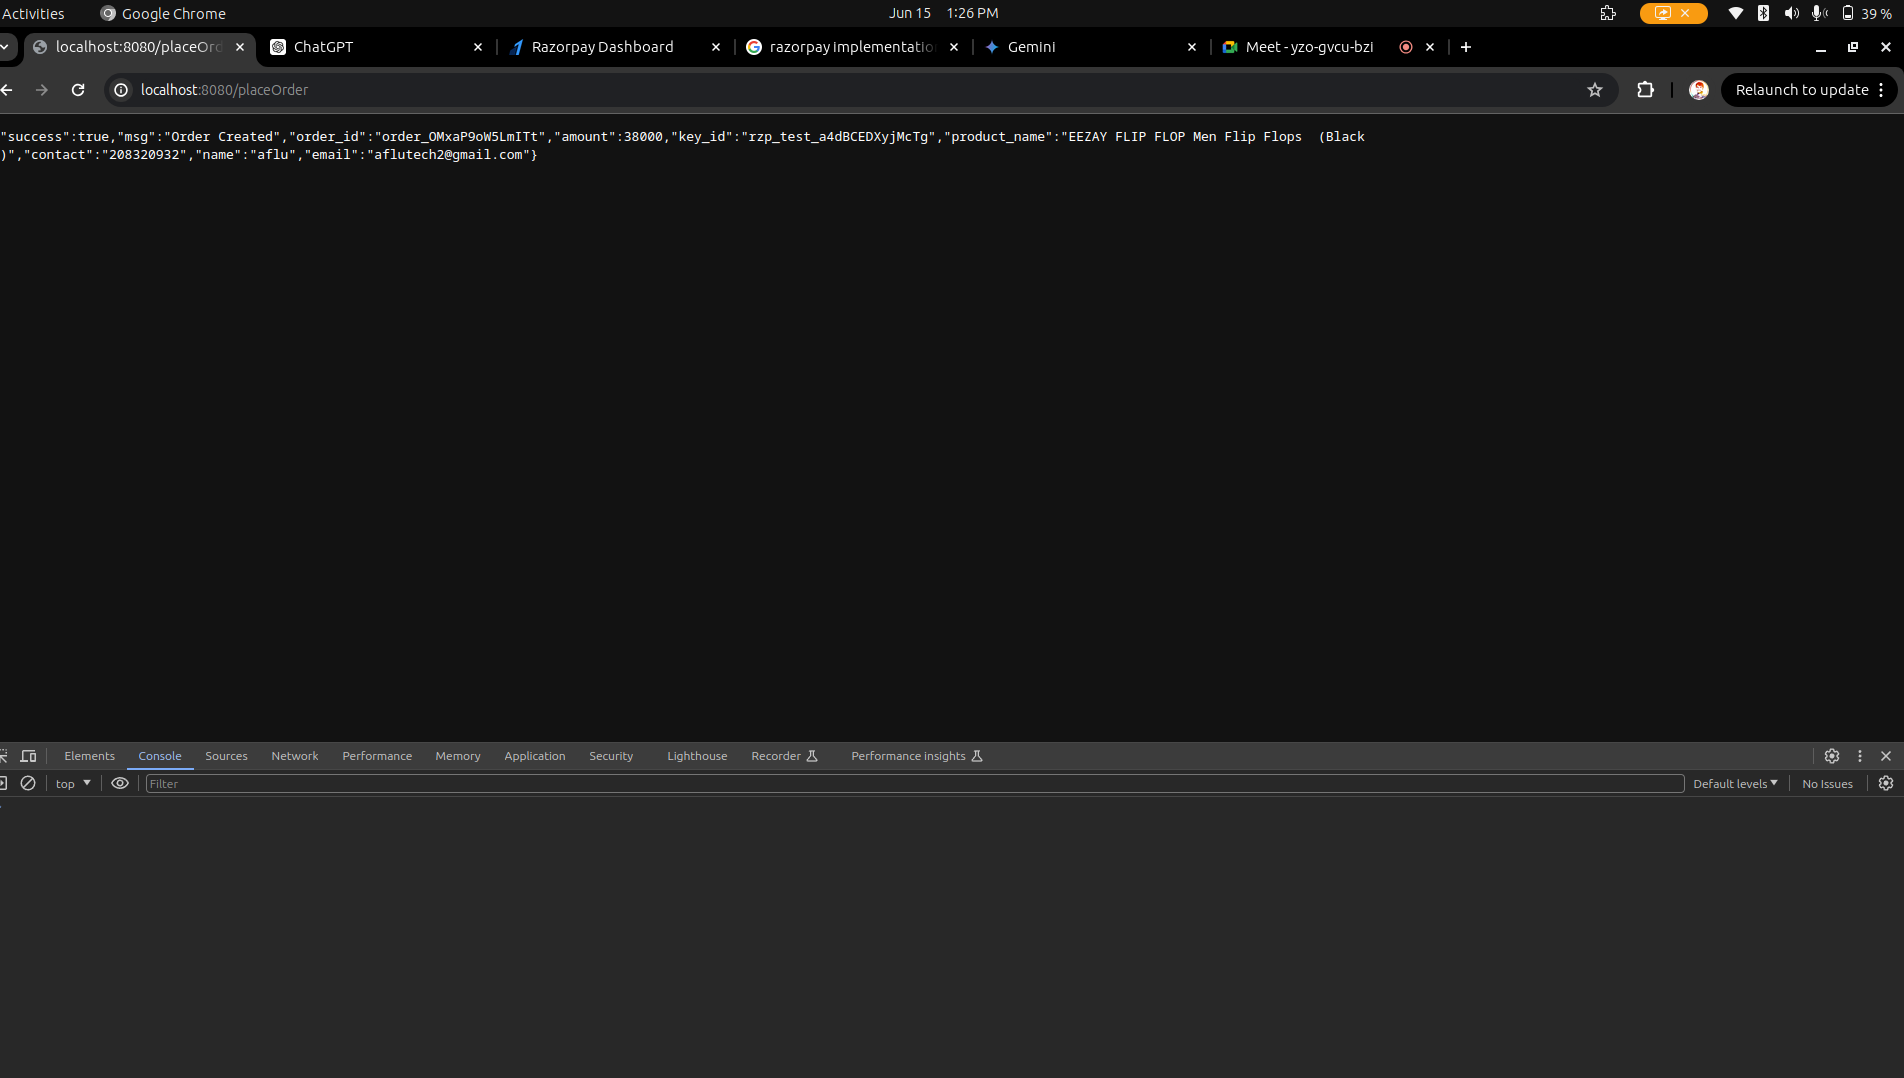 Activities Google Chrome Jun 15 1:26 PM 39 %
localhost:8080/placeOrd ChatGPT Razorpay Dashboard razorpay implementatio Gemini Meet - yzo-gvcu-bzi
localhost:8080/placeOrder Relaunch to update
"success":true,"msg":"Order Created","order_id":"order_OMxaP9oW5LmITt","amount":38000,"key_id":"rzp_test_a4dBCEDXyjMcTg","product_name":"EEZAY FLIP FLOP Men Flip Flops  (Black
)","contact":"208320932","name":"aflu","email":"aflutech2@gmail.com"}
Elements Console Sources Network Performance Memory Application Security Lighthouse Recorder Performance insights
top Filter Default levels No Issues